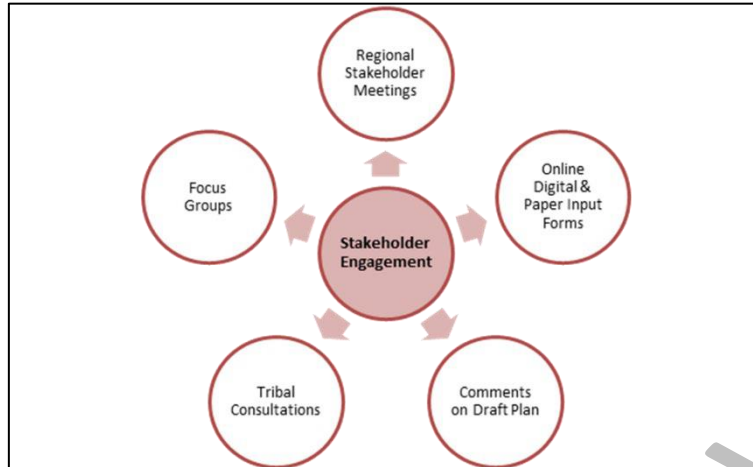 Regional
Stakeholder
Meetings
Online
Digital &
Paper Input
Forms
Focus
Groups
Stakeholder
Engagement
Tribal
Consultations
Comments
on Draft Plan